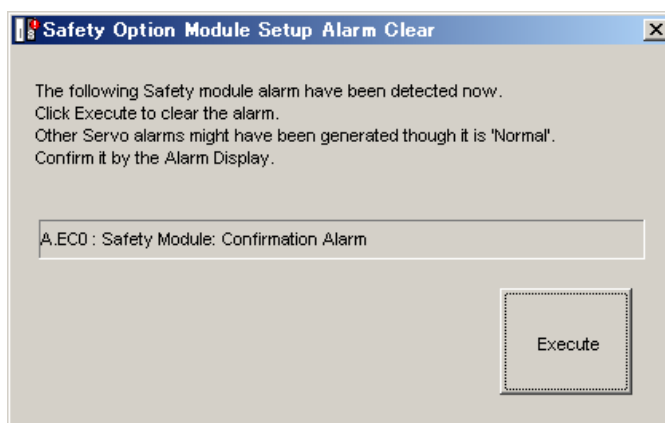 Safety Option Module Setup Alarm Clear
The following Safety module alarm have been detected now.
Click Execute to clear the alarm.
Other Servo alarms might have been generated though it is 'Normal'.
Confirm it by the Alarm Display.
A.EC0 : Safety Module: Confirmation Alarm
Execute